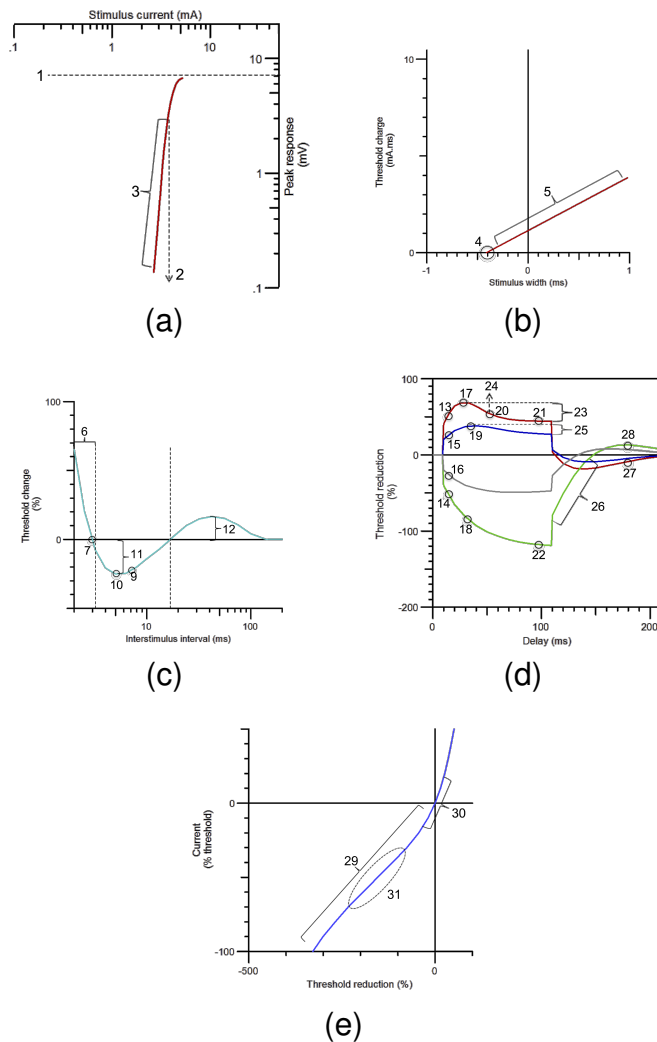 Stimulus current (mA)
.1 1 10
10
1
Peak response
(mV)
1
3
2
.1
(a)
10
Threshold charge
(mA.ms)
5
4
0
-1 0 1
Stimulus width (ms)
(b)
100
6
Threshold change
(%)
0
7
11
12
10
9
10 100
Interstimulus interval (ms)
(c)
100
17
24
13
20
21
23
15
19
25
28
0
16
27
Threshold reduction
(%)
14
26
-100
18
22
-200
0 100 200
Delay (ms)
(d)
0
30
Current
(% threshold)
29
31
-100
-500 0
Threshold reduction (%)
(e)